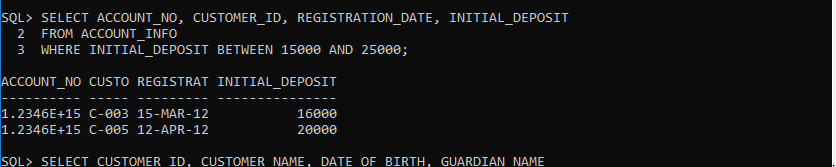 SQL> SELECT ACCOUNT_NO, CUSTOMER_ID, REGISTRATION_DATE, INITIAL_DEPOSIT
  2  FROM ACCOUNT_INFO
  3  WHERE INITIAL_DEPOSIT BETWEEN 15000 AND 25000;
ACCOUNT_NO CUSTO REGISTRAT INITIAL_DEPOSIT
---------- ----- --------- ---------------
1.2346E+15 C-003 15-MAR-12           16000
1.2346E+15 C-005 12-APR-12           20000
SQL> SELECT CUSTOMER_ID, CUSTOMER_NAME, DATE_OF_BIRTH, GUARDIAN_NAME